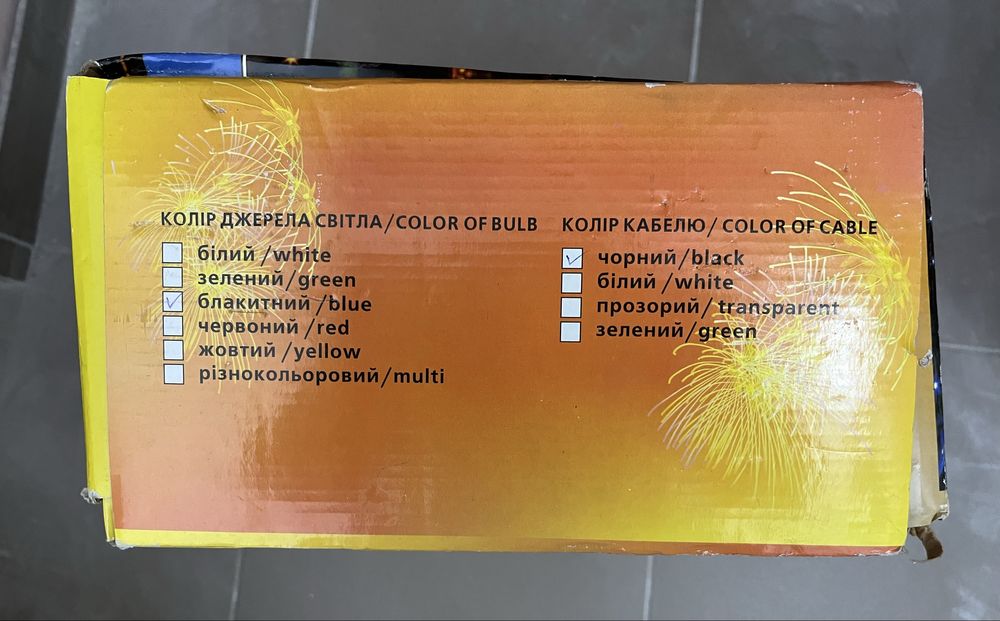 КОЛІР ДЖЕРЕЛА СВІТЛА/COLOR OF BULB
білий/white
зелений/green
блакитний/blue
червоний/red
жовтий/yellow
різнокольоровий/multi
КОЛІР КАБЕЛЮ/ COLOR OF CABLE
чорний/black
білий/white
прозорий/transparent
зелений/green